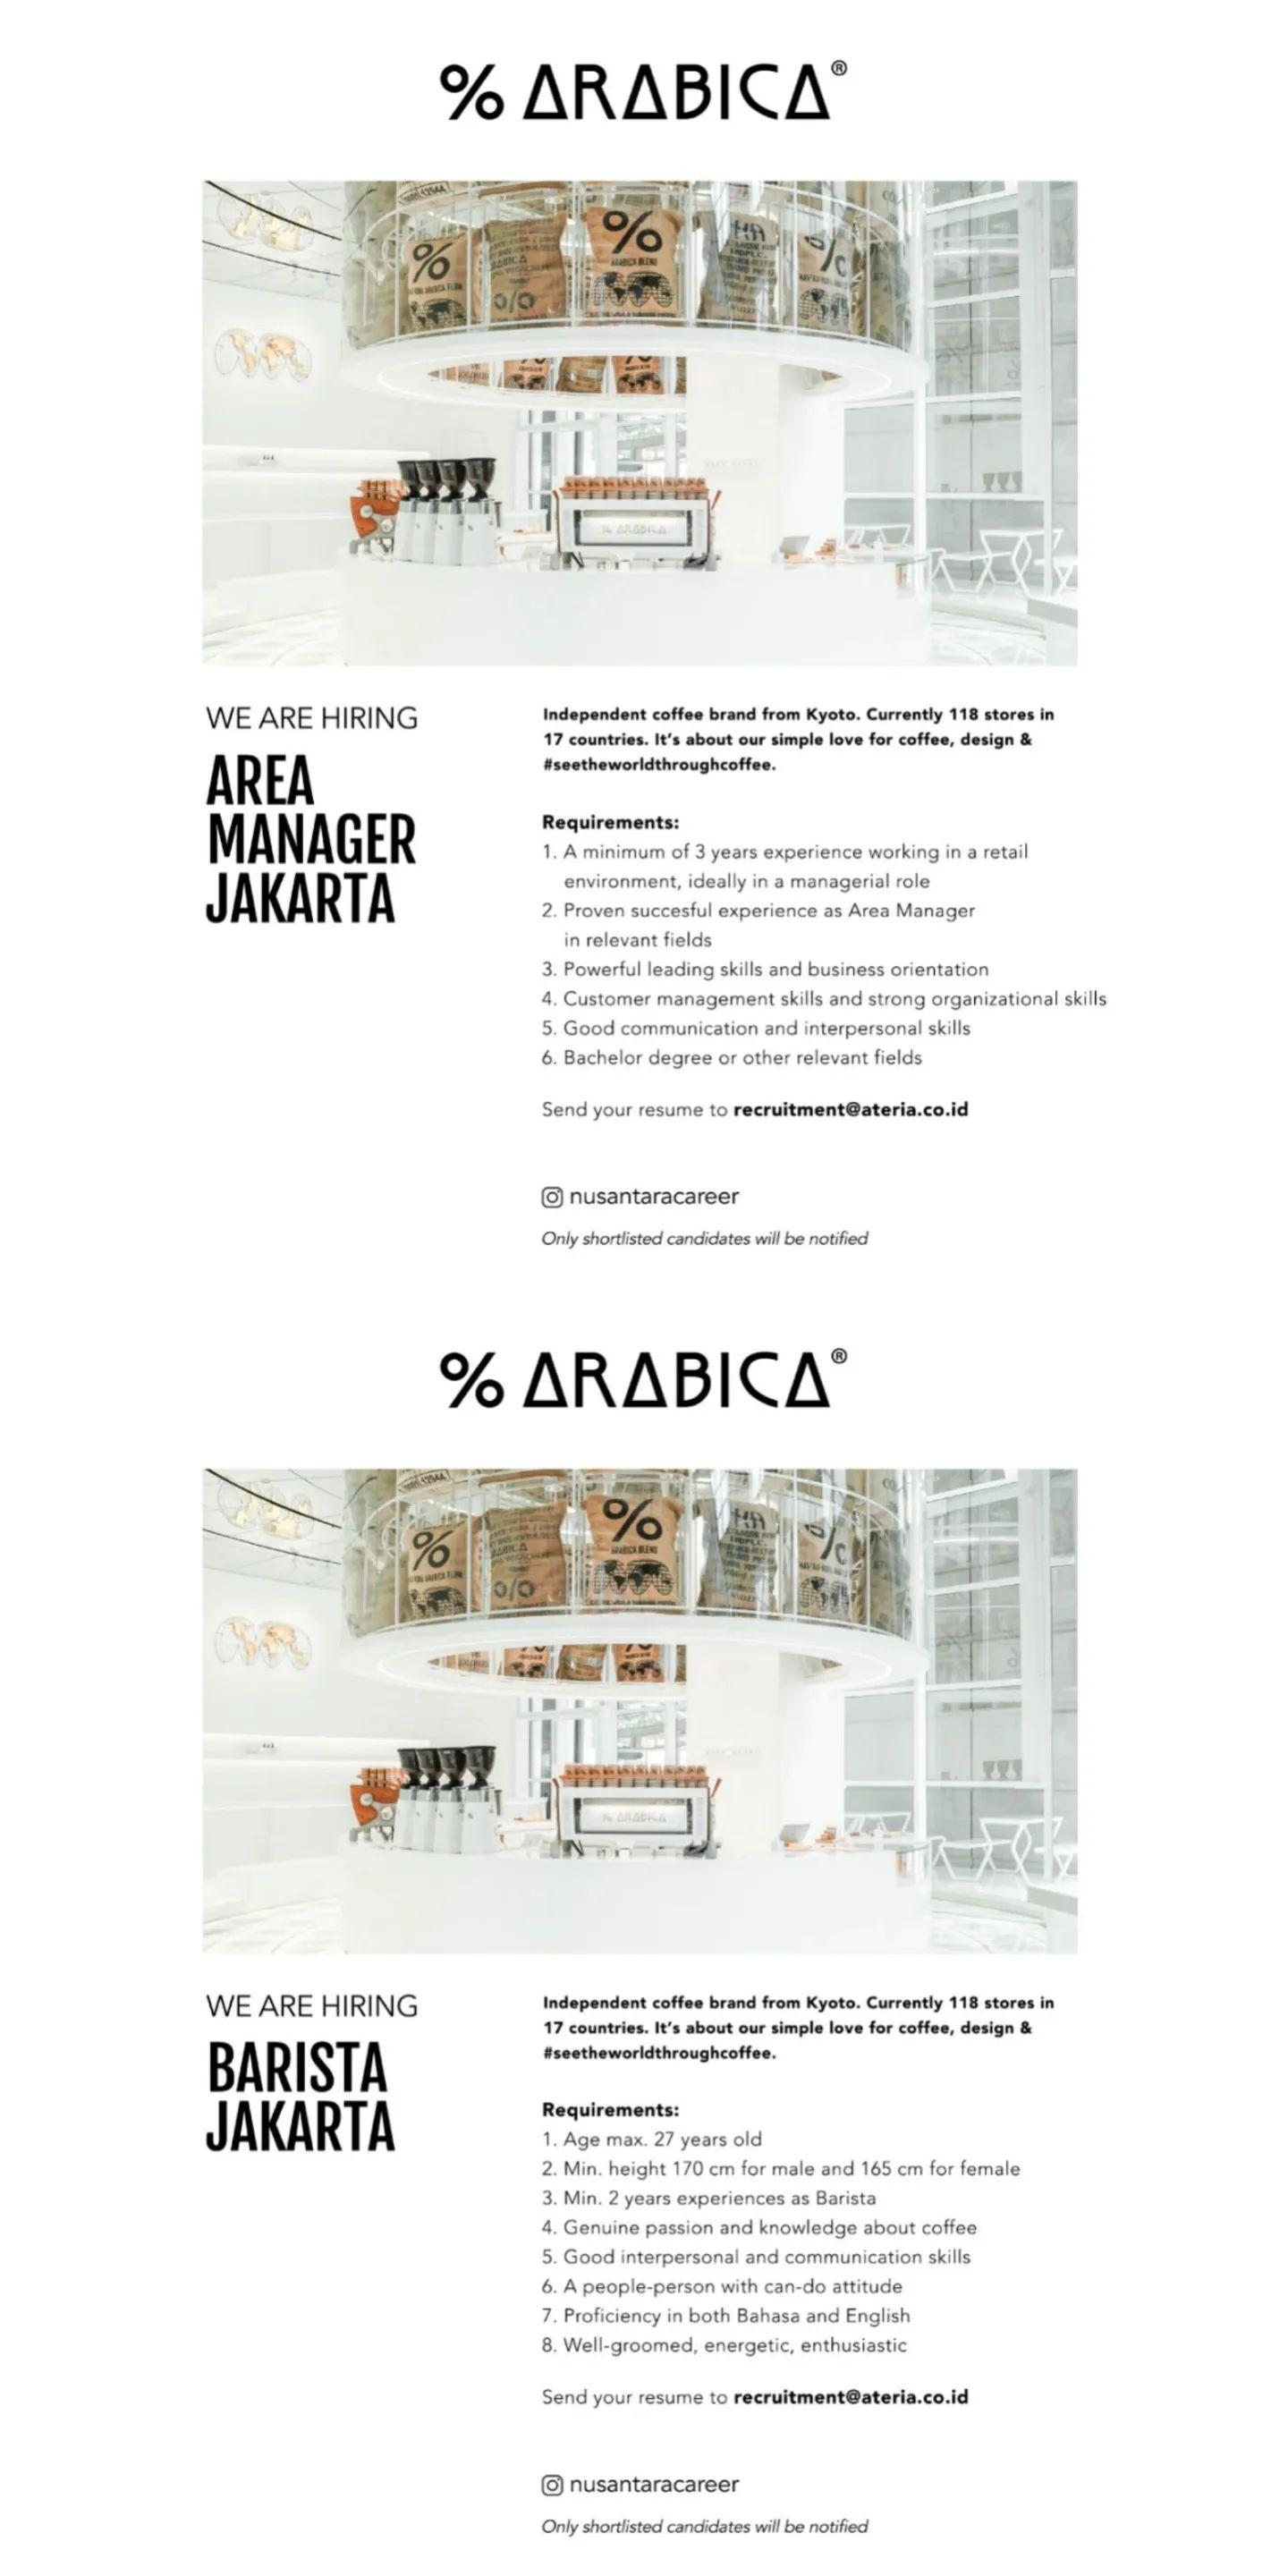 % ARABICA®
%
ARABICA BLEND
%
% ARABICA
WE ARE HIRING
AREA
MANAGER
JAKARTA
Independent coffee brand from Kyoto. Currently 118 stores in
17 countries. It's about our simple love for coffee, design &
#seetheworldthroughcoffee.
Requirements:
1. A minimum of 3 years experience working in a retail
environment, ideally in a managerial role
2. Proven succesful experience as Area Manager
in relevant fields
3. Powerful leading skills and business orientation
4. Customer management skills and strong organizational skills
5. Good communication and interpersonal skills
6. Bachelor degree or other relevant fields
Send your resume to recruitment@ateria.co.id
nusantaracareer
Only shortlisted candidates will be notified
% ARABICA®
%
ARABICA BLEND
%
% ARABICA
WE ARE HIRING
BARISTA
JAKARTA
Independent coffee brand from Kyoto. Currently 118 stores in
17 countries. It's about our simple love for coffee, design &
#seetheworldthroughcoffee.
Requirements:
1. Age max. 27 years old
2. Min. height 170 cm for male and 165 cm for female
3. Min. 2 years experiences as Barista
4. Genuine passion and knowledge about coffee
5. Good interpersonal and communication skills
6. A people-person with can-do attitude
7. Proficiency in both Bahasa and English
8. Well-groomed, energetic, enthusiastic
Send your resume to recruitment@ateria.co.id
nusantaracareer
Only shortlisted candidates will be notified